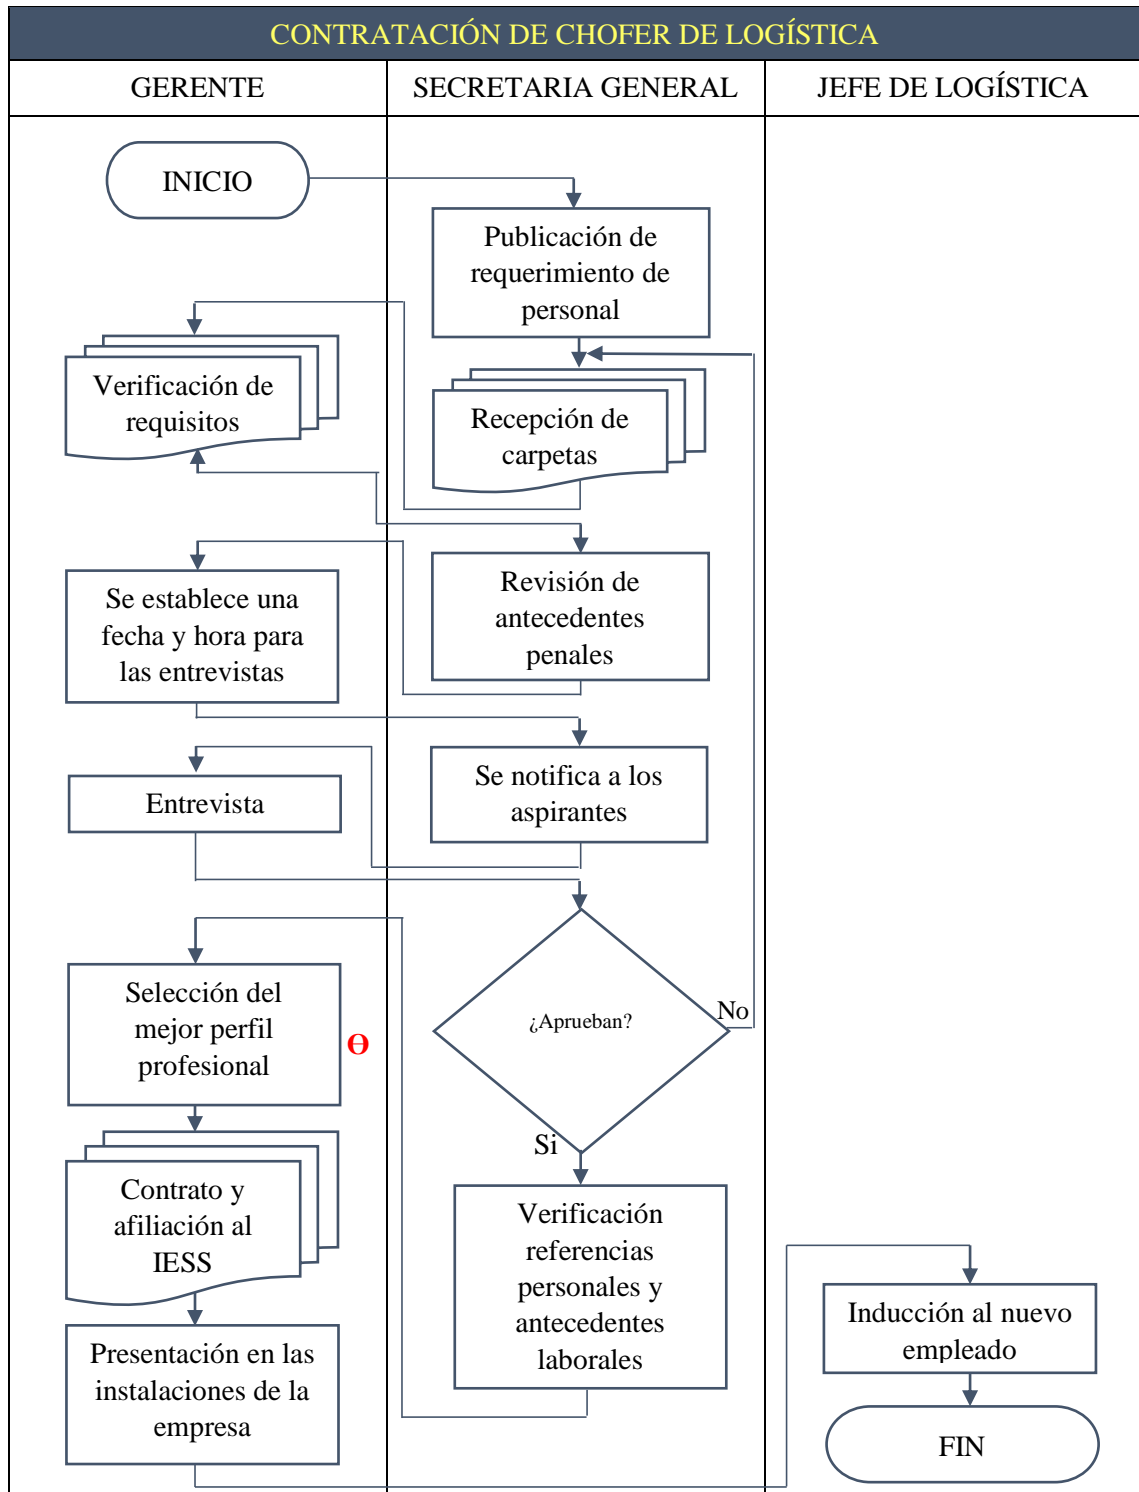 CONTRATACIÓN DE CHOFER DE LOGÍSTICA
GERENTE
SECRETARIA GENERAL
JEFE DE LOGÍSTICA
INICIO
Publicación de
requerimiento de
personal
Verificación de
requisitos
Recepción de
carpetas
Se establece una
fecha y hora para
las entrevistas
Revisión de
antecedentes
penales
Se notifica a los
aspirantes
Entrevista
¿Aprueban?
No
Si
Selección del
mejor perfil
profesional
Ɵ
Contrato y
afiliación al
IESS
Verificación
referencias
personales y
antecedentes
laborales
Presentación en las
instalaciones de la
empresa
Inducción al nuevo
empleado
FIN